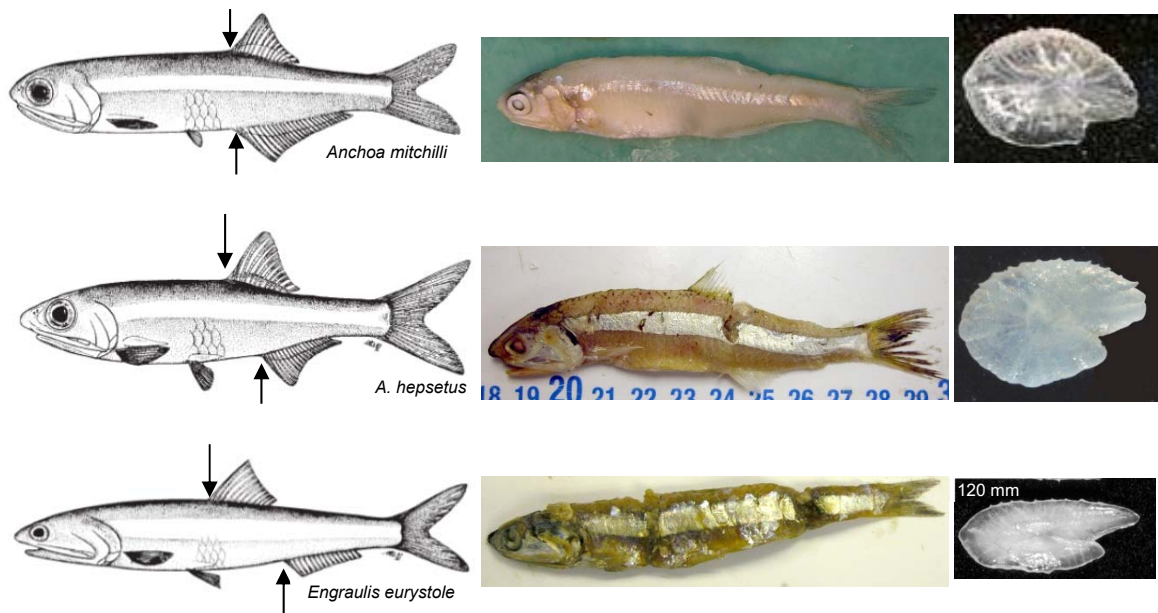 Anchoa mitchilli
A. hepsetus
18 19 20 21 22 23 24 25 26 27 28 29 3
120 mm
Engraulis eurystole